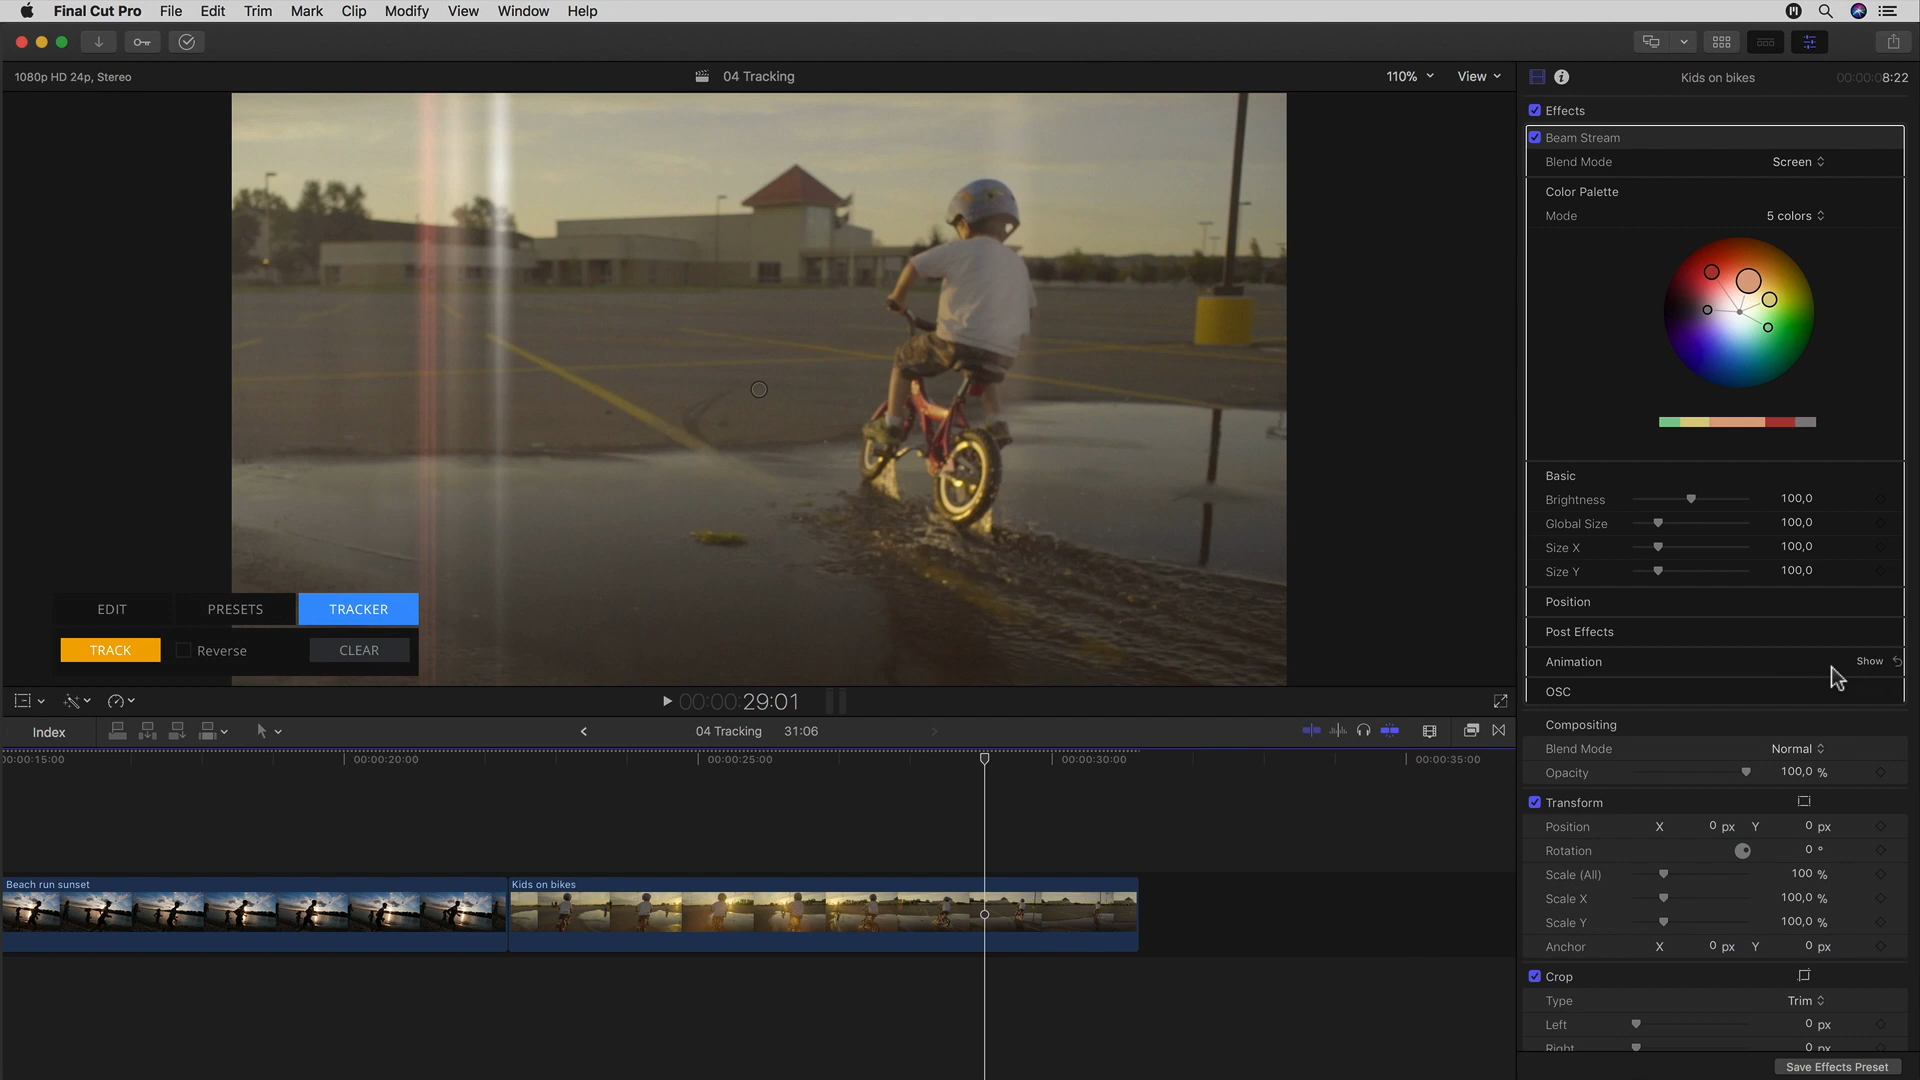 Final Cut Pro File Edit Trim Mark Clip Modify View Window Help
1080p HD 24p, Stereo
04 Tracking
110%
View
Kids on bikes
00:00:08:22
Effects
Beam Stream
Blend Mode Screen
Color Palette
Mode 5 colors
Basic
Brightness 100,0
Global Size 100,0
Size X 100,0
Size Y 100,0
Position
Post Effects
Animation Show
OSC
Compositing
Blend Mode Normal
Opacity 100,0 %
Transform
Position X 0 px Y 0 px
Rotation 0 °
Scale (All) 100 %
Scale X 100,0 %
Scale Y 100,0 %
Anchor X 0 px Y 0 px
Crop
Type Trim
Left 0 px
Right 0 px
Save Effects Preset
EDIT PRESETS TRACKER
TRACK Reverse CLEAR
00:00:00:29:01
Index
04 Tracking 31:06
00:00:15:00 00:00:20:00 00:00:25:00 00:00:30:00 00:00:35:00
Beach run sunset
Kids on bikes